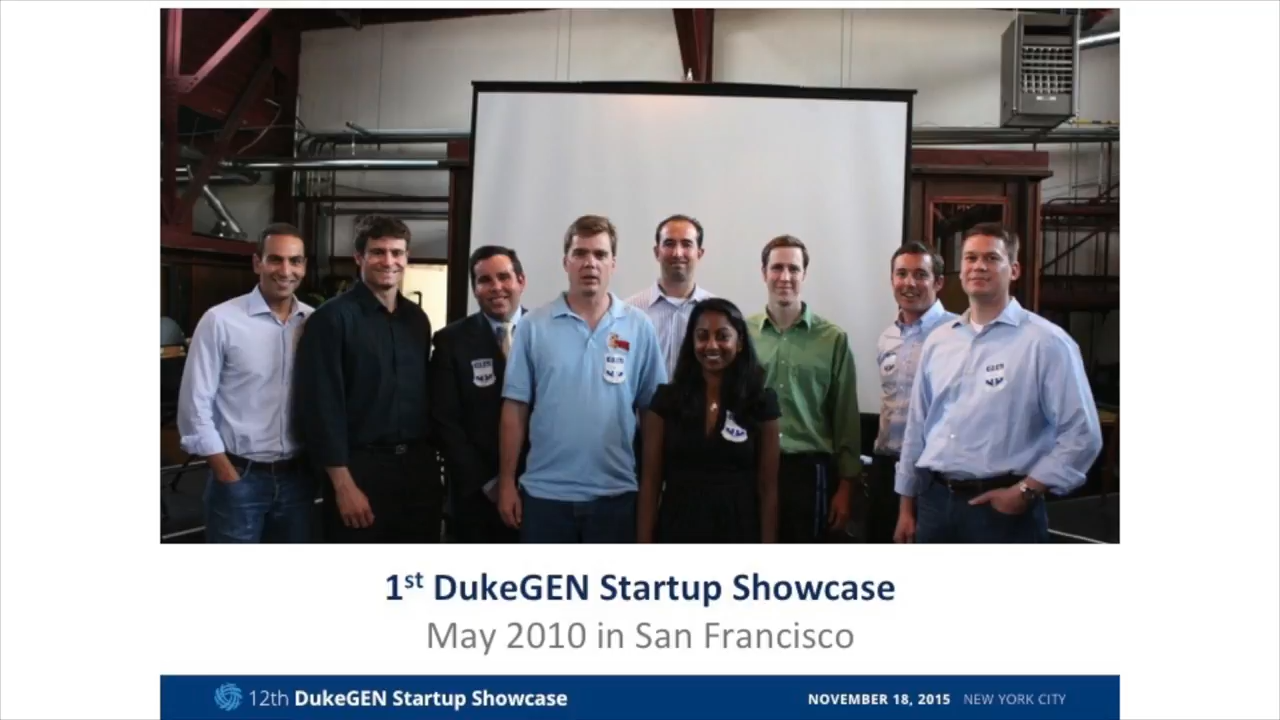 1st DukeGEN Startup Showcase
May 2010 in San Francisco
12th DukeGEN Startup Showcase NOVEMBER 18, 2015 NEW YORK CITY